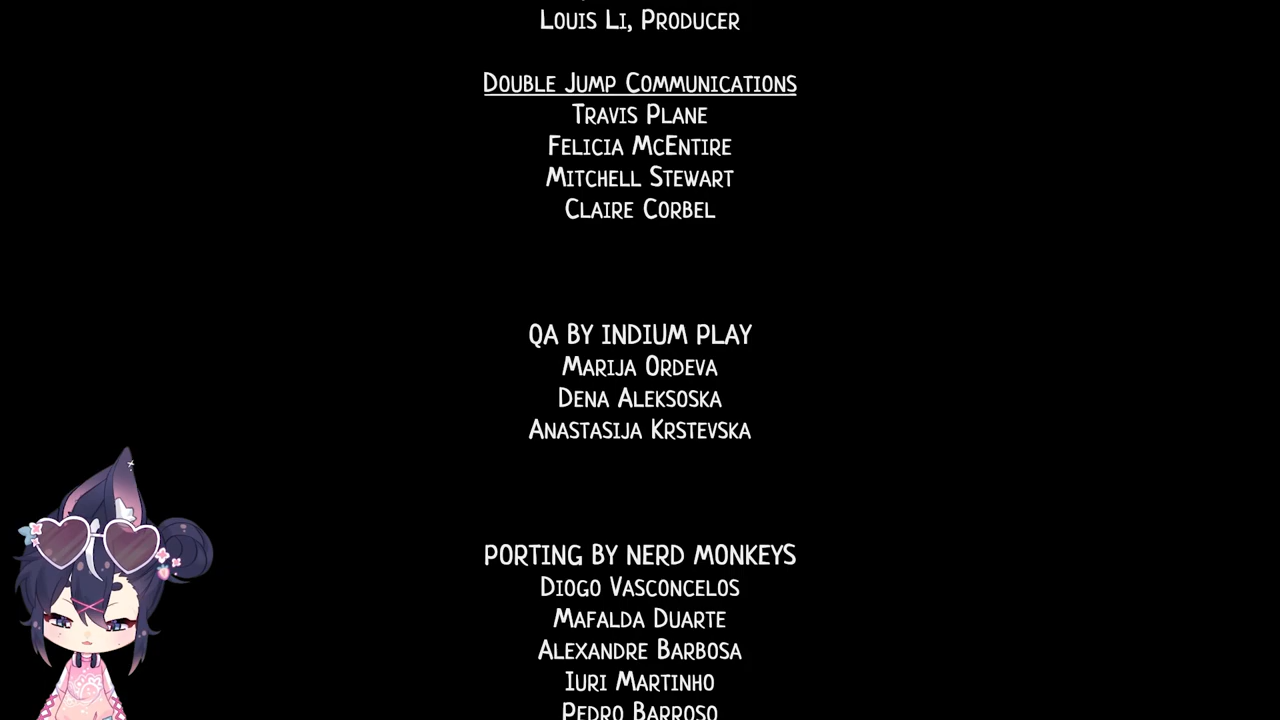 Louis Li, Producer
Double Jump Communications
Travis Plane
Felicia McEntire
Mitchell Stewart
Claire Corbel
QA BY INDIUM PLAY
Marija Ordeva
Dena Aleksoska
Anastasija Krstevska
PORTING BY NERD MONKEYS
Diogo Vasconcelos
Mafalda Duarte
Alexandre Barbosa
Iuri Martinho
Pedro Barroso